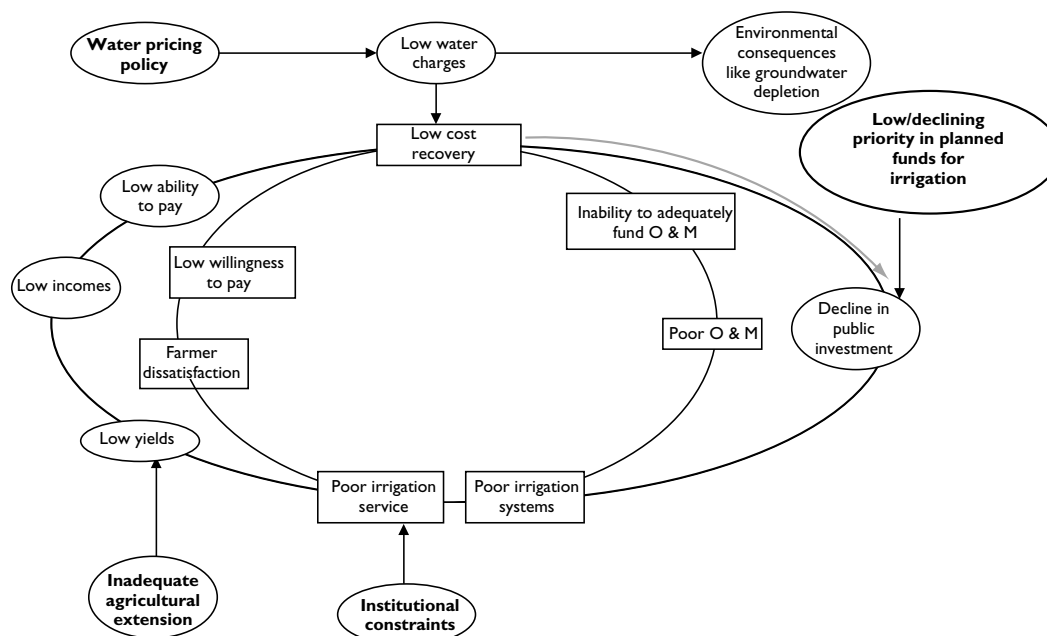 Water pricing
policy
Low water
charges
Environmental
consequences
like groundwater
depletion
Low/declining
priority in planned
funds for
irrigation
Low cost
recovery
Low ability
to pay
Inability to adequately
fund O & M
Low willingness
to pay
Low incomes
Decline in
public
investment
Poor O & M
Farmer
dissatisfaction
Low yields
Poor irrigation
service
Poor irrigation
systems
Inadequate
agricultural
extension
Institutional
constraints